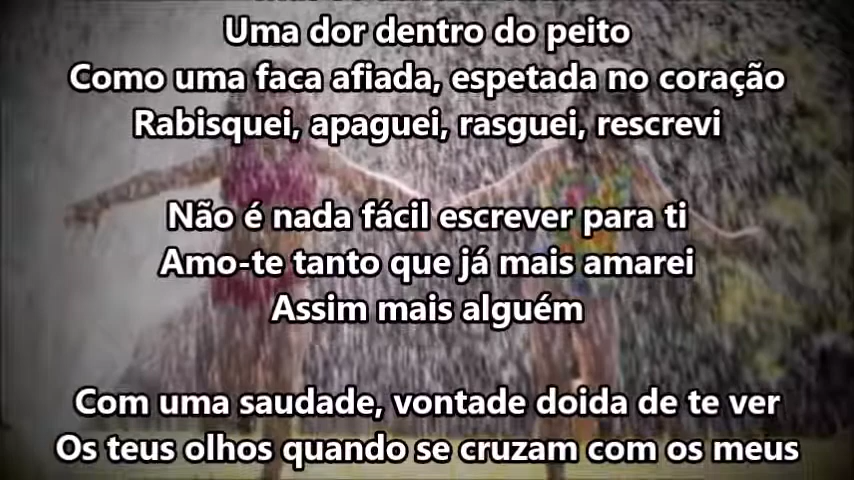 Uma dor dentro do peito
Como uma faca afiada, espetada no coração
Rabisquei, apaguei, rasguei, rescrevi
Não é nada fácil escrever para ti
Amo-te tanto que já mais amarei
Assim mais alguém
Com uma saudade, vontade doida de te ver
Os teus olhos quando se cruzam com os meus